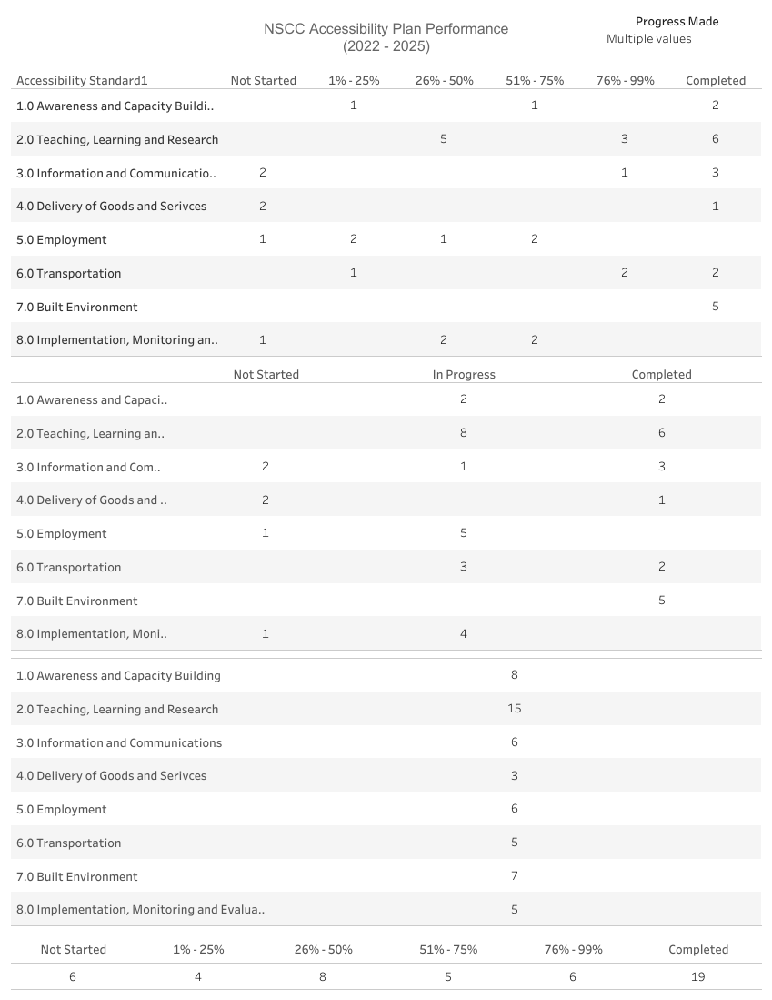 NSCC Accessibility Plan Performance
(2022 - 2025)
Progress Made
Multiple values
Accessibility Standard1 Not Started 1% - 25% 26% - 50% 51% - 75% 76% - 99% Completed
1.0 Awareness and Capacity Buildi.. 1 1 2
2.0 Teaching, Learning and Research 5 3 6
3.0 Information and Communicatio.. 2 1 3
4.0 Delivery of Goods and Serivces 2 1
5.0 Employment 1 2 1 2
6.0 Transportation 1 2 2
7.0 Built Environment 5
8.0 Implementation, Monitoring an.. 1 2 2
Not Started In Progress Completed
1.0 Awareness and Capaci.. 2 2
2.0 Teaching, Learning an.. 8 6
3.0 Information and Com.. 2 1 3
4.0 Delivery of Goods and .. 2 1
5.0 Employment 1 5
6.0 Transportation 3 2
7.0 Built Environment 5
8.0 Implementation, Moni.. 1 4
1.0 Awareness and Capacity Building 8
2.0 Teaching, Learning and Research 15
3.0 Information and Communications 6
4.0 Delivery of Goods and Serivces 3
5.0 Employment 6
6.0 Transportation 5
7.0 Built Environment 7
8.0 Implementation, Monitoring and Evalua.. 5
Not Started 1% - 25% 26% - 50% 51% - 75% 76% - 99% Completed
6 4 8 5 6 19